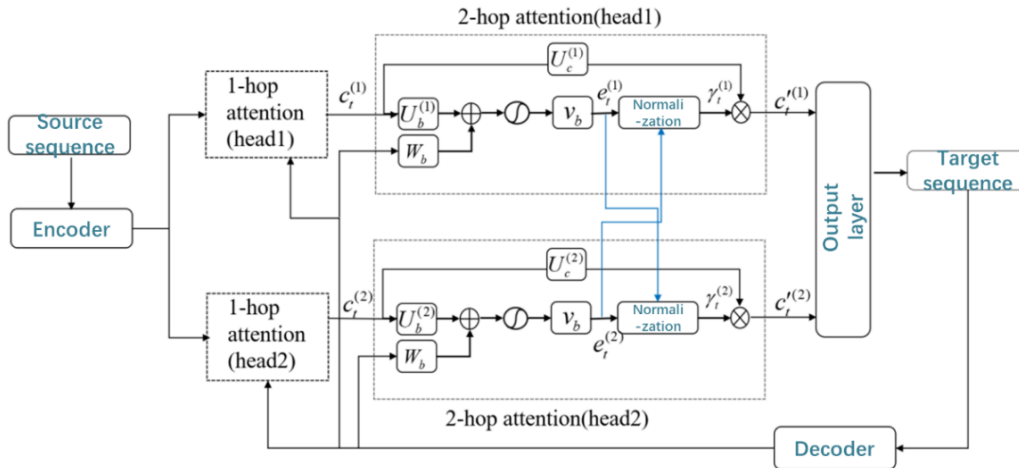 2-hop attention(head1)
U_c^{(1)}
1-hop
attention
(head1)
c_t^{(1)}
U_b^{(1)}
v_b
e_t^{(1)}
Normali
-zation
γ_t^{(1)}
c'_t^{(1)}
W_b
Source
sequence
Encoder
Output
layer
Target
sequence
U_c^{(2)}
1-hop
attention
(head2)
c_t^{(2)}
U_b^{(2)}
v_b
e_t^{(2)}
Normali
-zation
γ_t^{(2)}
c'_t^{(2)}
W_b
2-hop attention(head2)
Decoder